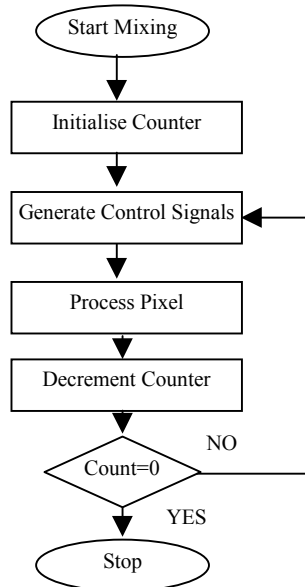 Start Mixing
Initialise Counter
Generate Control Signals
Process Pixel
Decrement Counter
Count=0
NO
YES
Stop